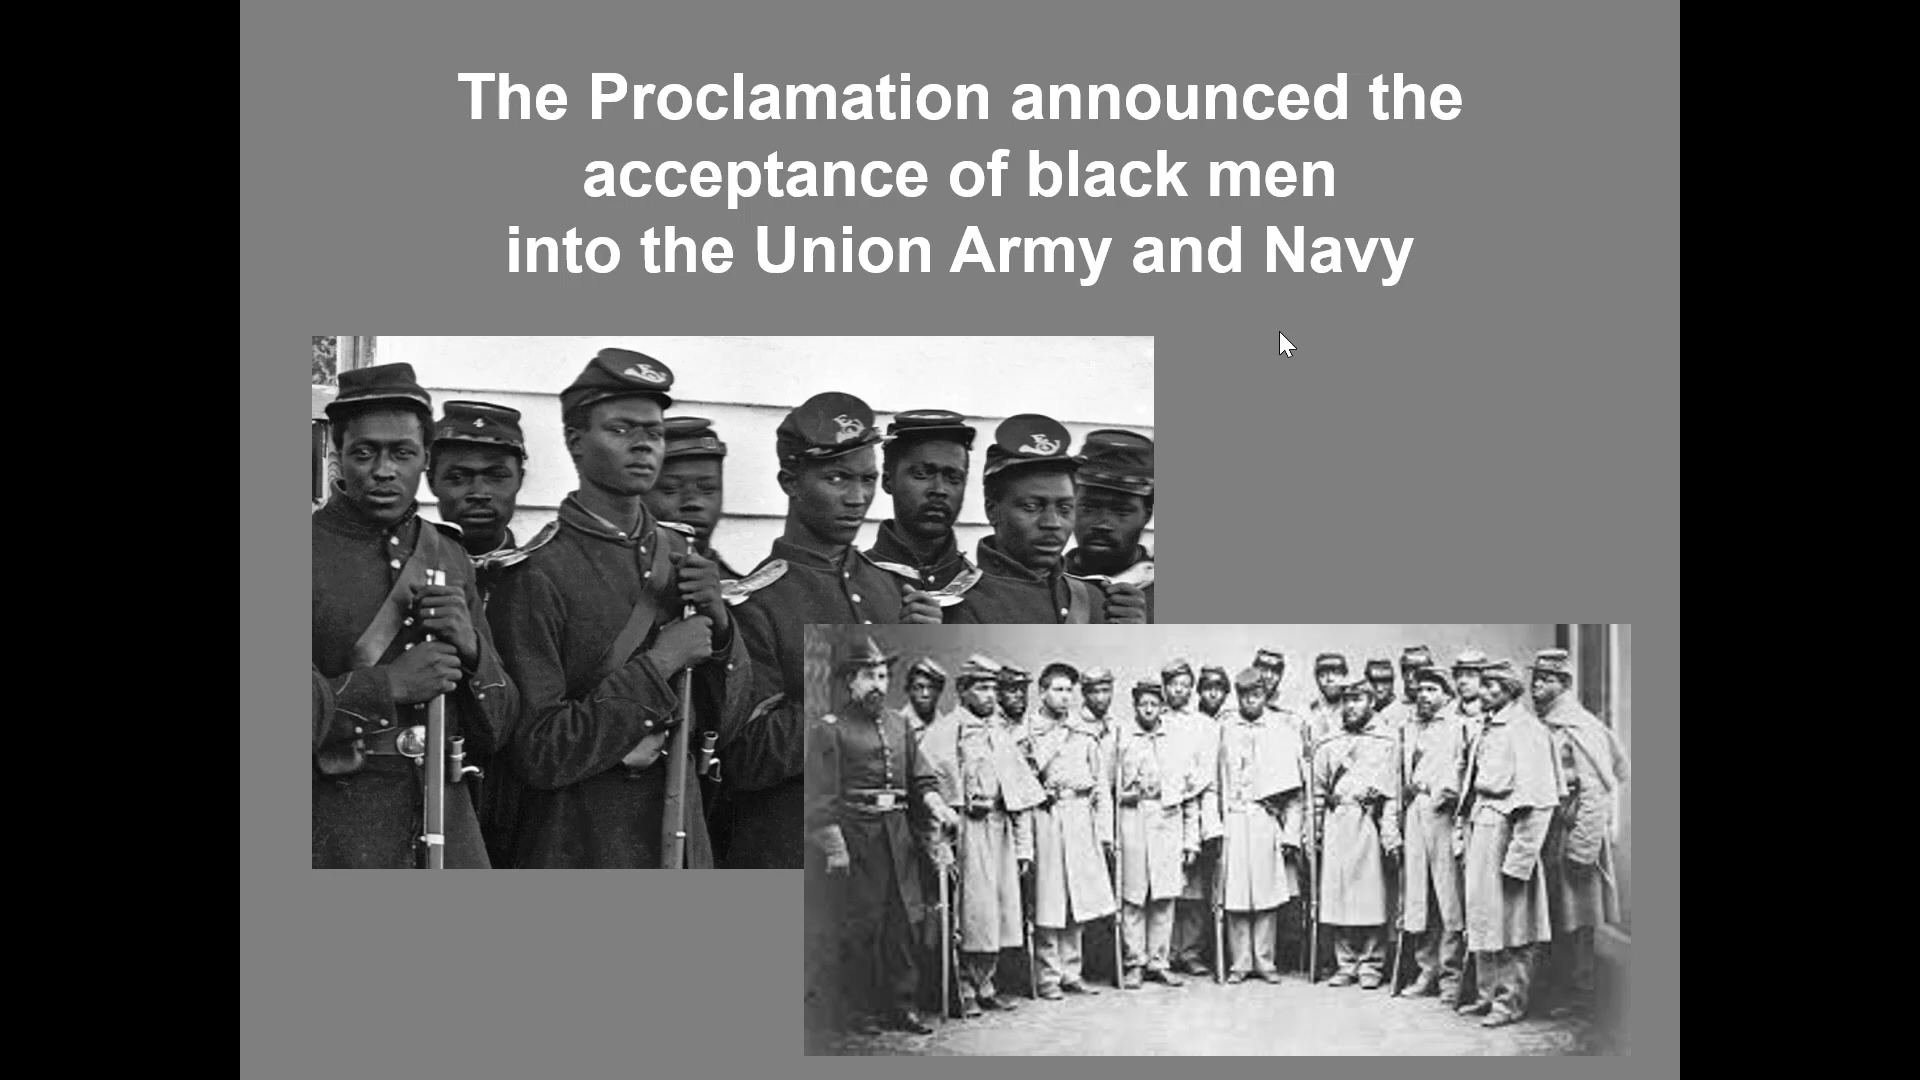 The Proclamation announced the
acceptance of black men
into the Union Army and Navy